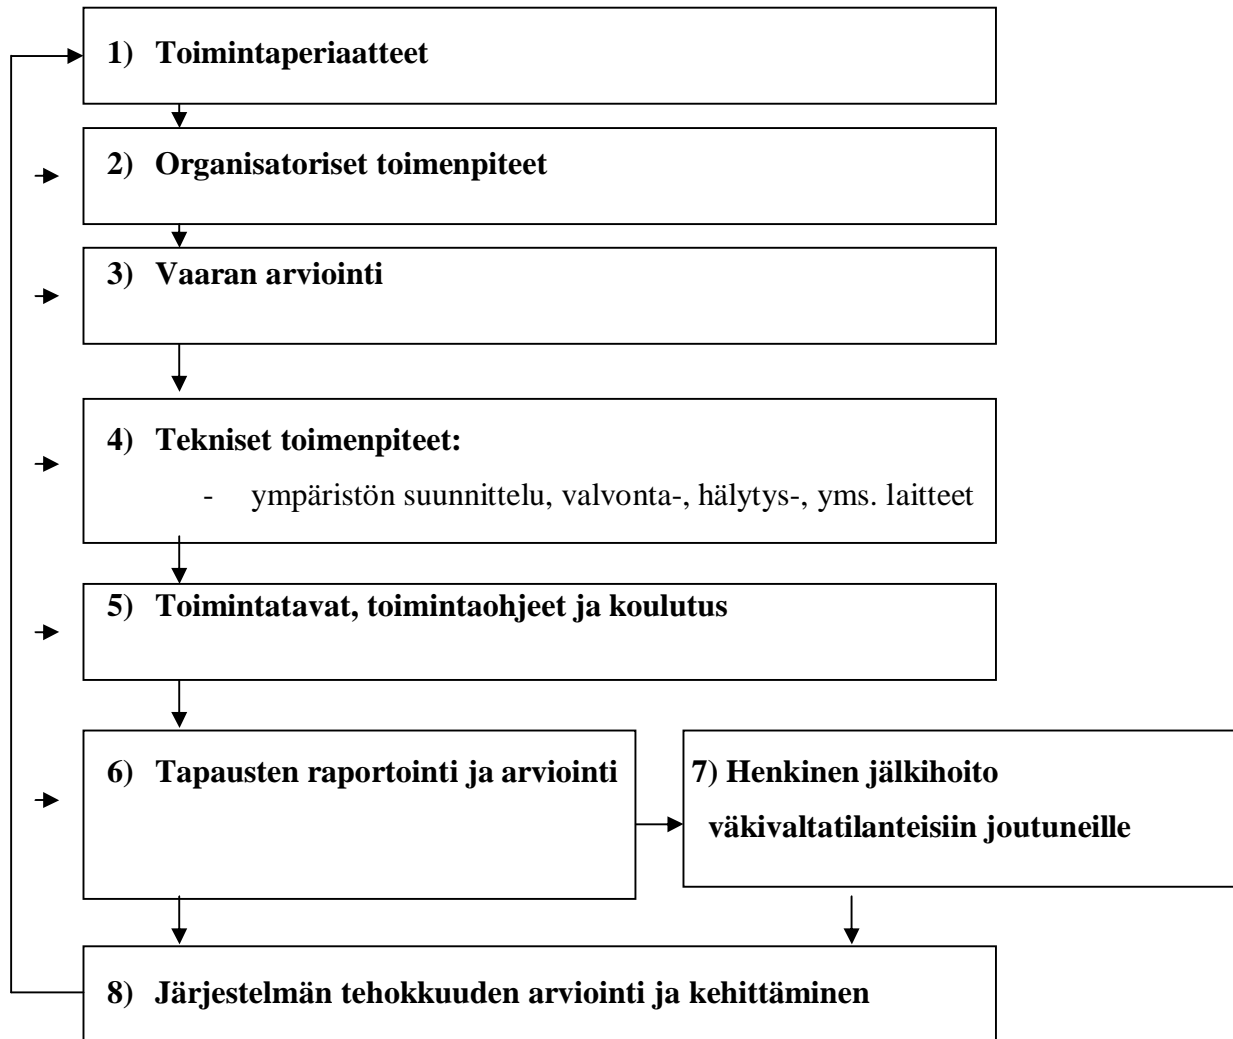 1) Toimintaperiaatteet
2) Organisatoriset toimenpiteet
3) Vaaran arviointi
4) Tekniset toimenpiteet:
- ympäristön suunnittelu, valvonta-, hälytys-, yms. laitteet
5) Toimintatavat, toimintaohjeet ja koulutus
6) Tapausten raportointi ja arviointi
7) Henkinen jälkihoito
väkivaltatilanteisiin joutuneille
8) Järjestelmän tehokkuuden arviointi ja kehittäminen